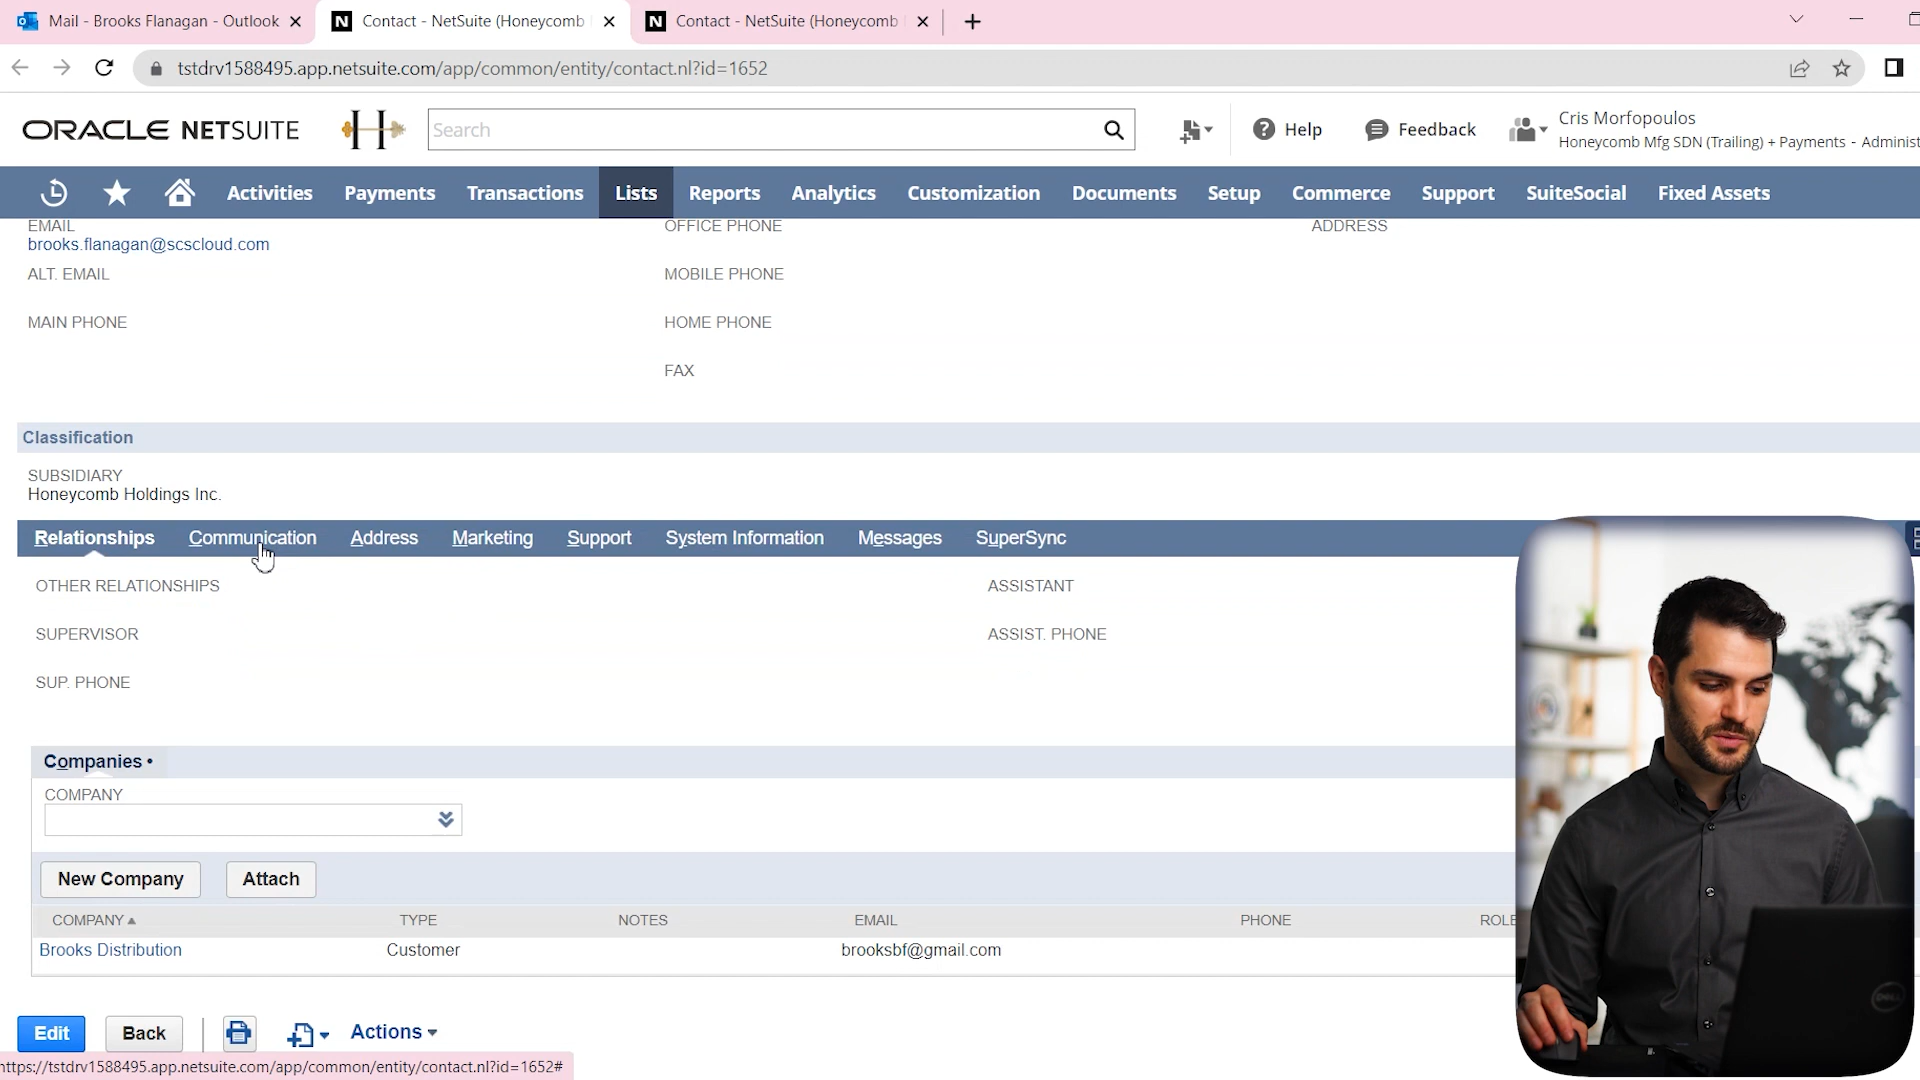 Mail - Brooks Flanagan - Outlook
Contact - NetSuite (Honeycomb
Contact - NetSuite (Honeycomb
tstdrv1588495.app.netsuite.com/app/common/entity/contact.nl?id=1652
ORACLE NETSUITE
H
Search
Help
Feedback
Cris Morfopoulos
Honeycomb Mfg SDN (Trailing) + Payments - Administ
Activities
Payments
Transactions
Lists
Reports
Analytics
Customization
Documents
Setup
Commerce
Support
SuiteSocial
Fixed Assets
EMAIL
brooks.flanagan@scscloud.com
ALT. EMAIL
MAIN PHONE
OFFICE PHONE
MOBILE PHONE
HOME PHONE
FAX
ADDRESS
Classification
SUBSIDIARY
Honeycomb Holdings Inc.
Relationships
Communication
Address
Marketing
Support
System Information
Messages
SuperSync
OTHER RELATIONSHIPS
SUPERVISOR
SUP. PHONE
ASSISTANT
ASSIST. PHONE
Companies •
COMPANY
New Company
Attach
COMPANY
TYPE
NOTES
EMAIL
PHONE
ROLE
Brooks Distribution
Customer
brooksbf@gmail.com
Edit
Back
Actions
https://tstdrv1588495.app.netsuite.com/app/common/entity/contact.nl?id=1652#
DELL